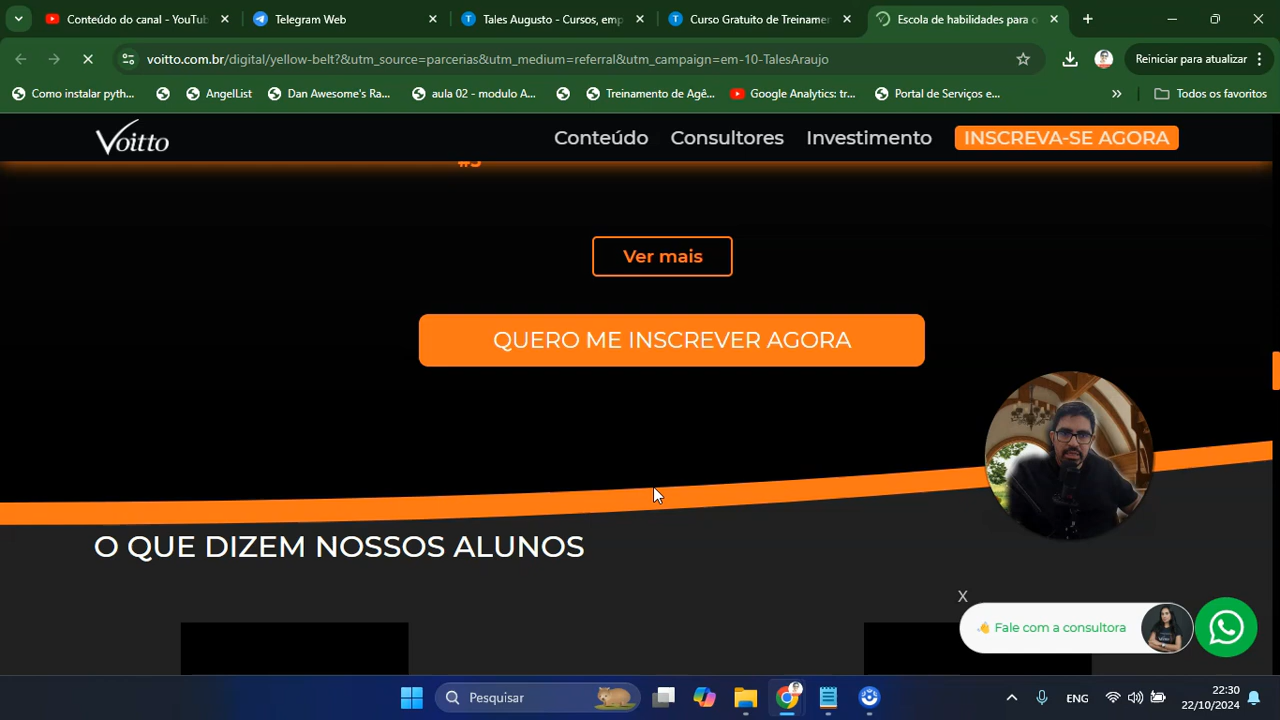 Conteúdo do canal - YouTub
Telegram Web
Tales Augusto - Cursos, emp
Curso Gratuito de Treiname
Escola de habilidades para o
voitto.com.br/digital/yellow-belt?&utm_source=parcerias&utm_medium=referral&utm_campaign=em-10-TalesAraujo
Reiniciar para atualizar
Como instalar pyth...
AngelList
Dan Awesome's Ra...
aula 02 - modulo A...
Treinamento de Agê...
Google Analytics: tr...
Portal de Serviços e...
»
Todos os favoritos
Voitto
Conteúdo
Consultores
Investimento
INSCREVA-SE AGORA
Ver mais
QUERO ME INSCREVER AGORA
O QUE DIZEM NOSSOS ALUNOS
X
Fale com a consultora
Pesquisar
ENG
22:30
22/10/2024